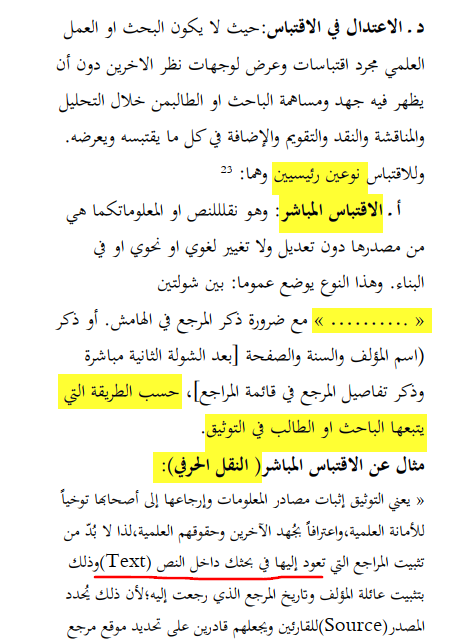 د . الاعتدال في الاقتباس:حيث لا يكون البحث او العمل
العلمي مجرد اقتباسات وعرض لوجهات نظر الاخرين دون أن
يظهر فيه جهد ومساهمة الباحث او الطالبمن خلال التحليل
والمناقشة والنقد والتقويم والإضافة في كل ما يقتبسه ويعرضه.
وللاقتباس نوعين رئيسيين وهما: 23
أ . الاقتباس المباشر: وهو نقلللنص او المعلوماتكما هي
من مصدرها دون تعديل ولا تغيير لغوي او نحوي او في
البناء. وهذا النوع يوضع عموما: بين شولتين
« .......... » مع ضرورة ذكر المرجع في الهامش. أو ذكر
(اسم المؤلف والسنة والصفحة [بعد الشولة الثانية مباشرة
وذكر تفاصيل المرجع في قائمة المراجع]، حسب الطريقة التي
يتبعها الباحث او الطالب في التوثيق.
مثال عن الاقتباس المباشر( النقل الحرفي):
« يعني التوثيق إثبات مصادر المعلومات وإرجاعها إلى أصحابها توخياً
للأمانة العلمية،واعترافاً بجُهد الآخرين وحقوقهم العلمية،لذا لا بُدّ من
تثبيت المراجع التي تعود إليها في بحثك داخل النص (Text)وذلك
بتثبيت عائلة المؤلف وتاريخ المرجع الذي رجعت إليه؛لأن ذلك يُحدد
المصدر(Source)للقارئين ويجعلهم قادرين على تحديد موقع مرجع